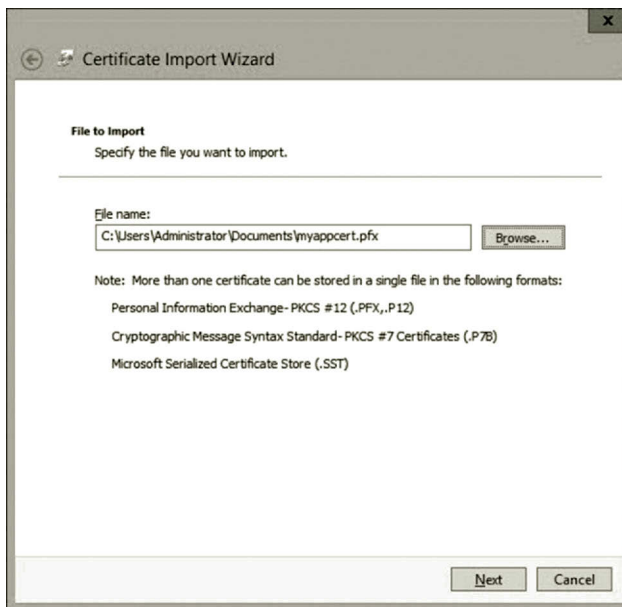 x
Certificate Import Wizard
File to Import
Specify the file you want to import.
File name:
C:\Users\Administrator\Documents\myappcert.pfx
Browse...
Note: More than one certificate can be stored in a single file in the following formats:
Personal Information Exchange- PKCS #12 (.PFX,.P12)
Cryptographic Message Syntax Standard- PKCS #7 Certificates (.P7B)
Microsoft Serialized Certificate Store (.SST)
Next
Cancel